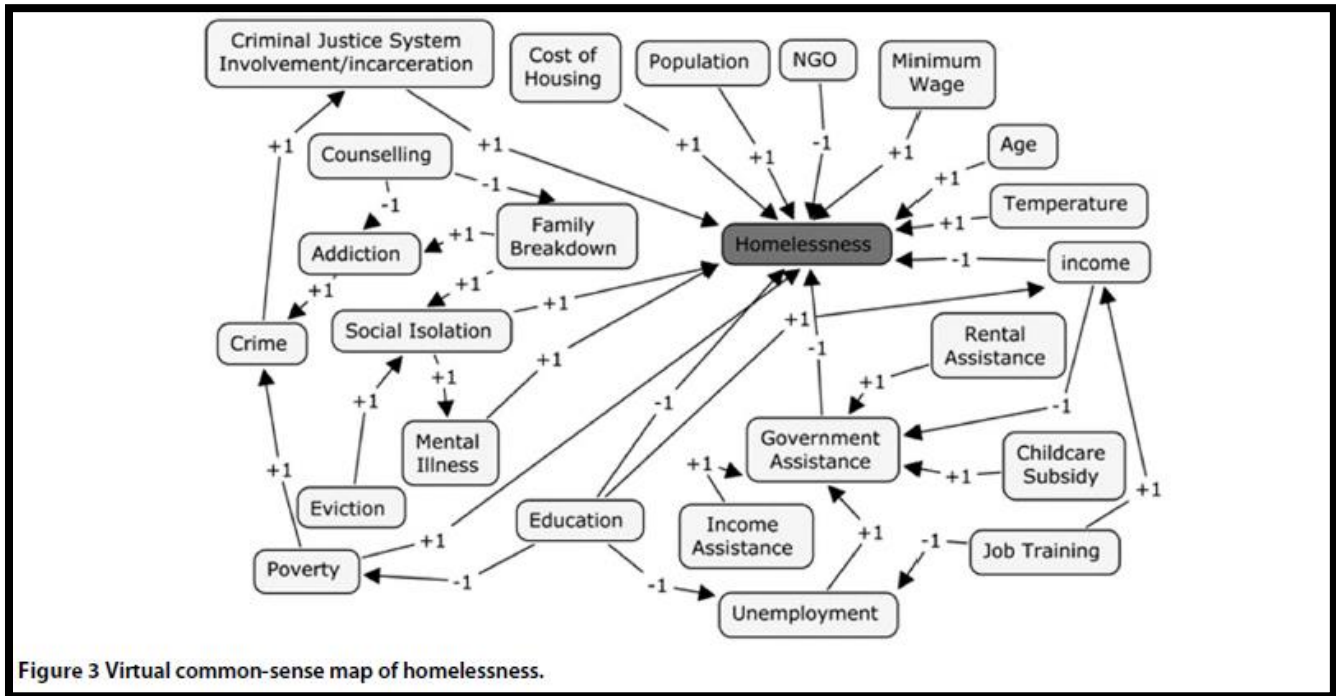 Criminal Justice System
Involvement/incarceration
Cost of
Housing
Population
NGO
Minimum
Wage
+1
Counselling
+1
+1
+1
-1
+1
Age
-1
-1
+1
Temperature
Addiction
+1
Family
Breakdown
Homelessness
+1
income
-1
+1
+1
+1
Crime
Social Isolation
+1
-1
Rental
Assistance
+1
+1
+1
+1
-1
-1
Mental
Illness
Government
Assistance
Childcare
Subsidy
+1
+1
+1
+1
Eviction
Education
Income
Assistance
+1
+1
-1
Job Training
Poverty
-1
-1
Unemployment
Figure 3 Virtual common-sense map of homelessness.